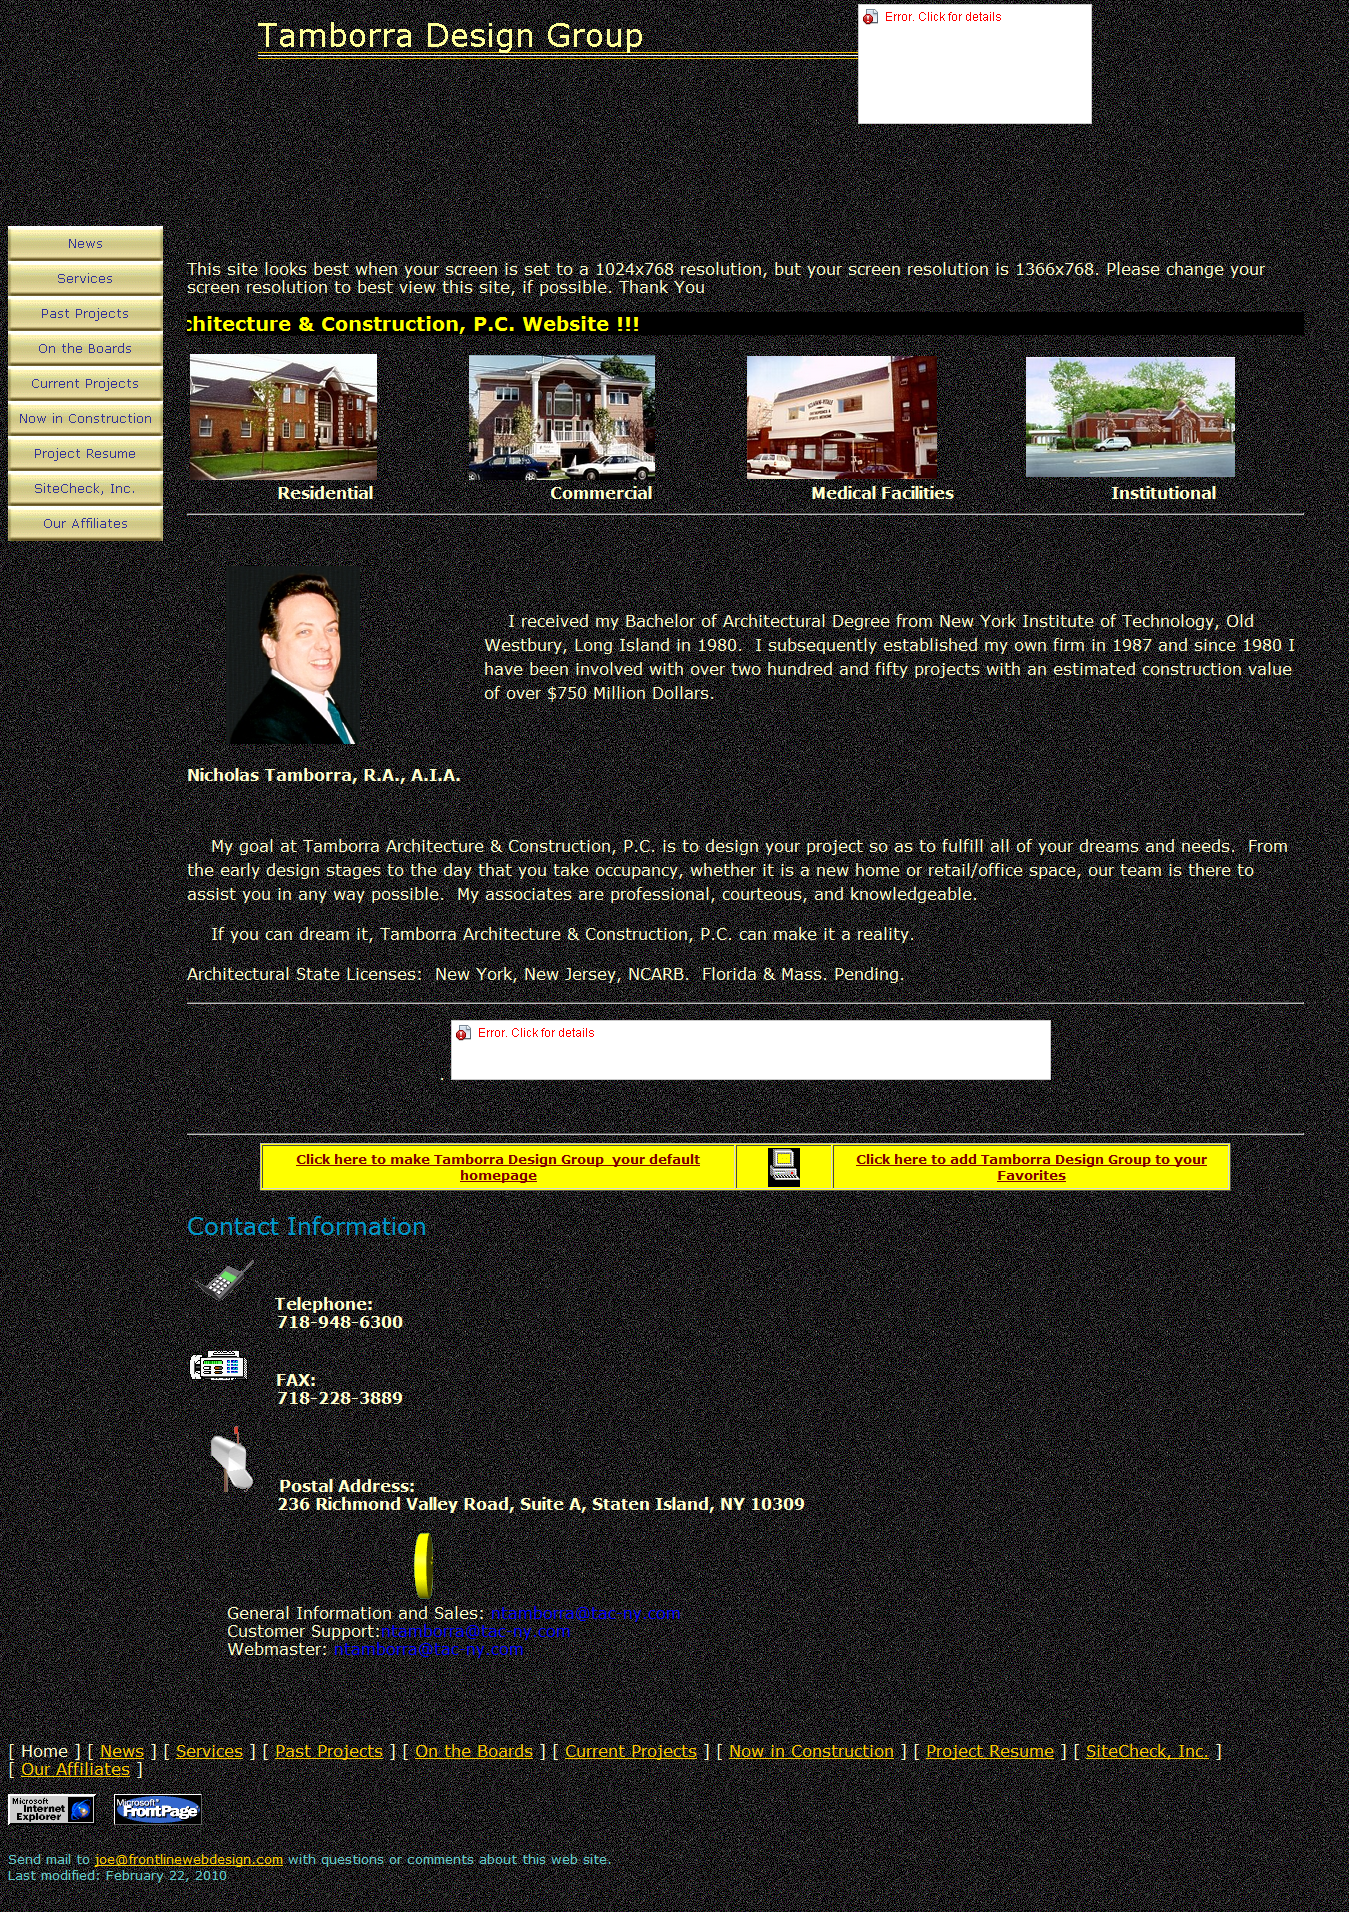 Tamborra Design Group
Error. Click for details
News
Services
Past Projects
On the Boards
Current Projects
Now in Construction
Project Resume
SiteCheck, Inc.
Our Affiliates
This site looks best when your screen is set to a 1024x768 resolution, but your screen resolution is 1366x768. Please change your
screen resolution to best view this site, if possible. Thank You
chitecture & Construction, P.C. Website !!!
Residential
Commercial
Medical Facilities
Institutional
I received my Bachelor of Architectural Degree from New York Institute of Technology, Old
Westbury, Long Island in 1980.  I subsequently established my own firm in 1987 and since 1980 I
have been involved with over two hundred and fifty projects with an estimated construction value
of over $750 Million Dollars.
Nicholas Tamborra, R.A., A.I.A.
My goal at Tamborra Architecture & Construction, P.C. is to design your project so as to fulfill all of your dreams and needs.  From
the early design stages to the day that you take occupancy, whether it is a new home or retail/office space, our team is there to
assist you in any way possible.  My associates are professional, courteous, and knowledgeable.
If you can dream it, Tamborra Architecture & Construction, P.C. can make it a reality.
Architectural State Licenses:  New York, New Jersey, NCARB.  Florida & Mass. Pending.
Error. Click for details
.
Click here to make Tamborra Design Group  your default
homepage
Click here to add Tamborra Design Group to your
Favorites
Contact Information
Telephone:
718-948-6300
FAX:
718-228-3889
Postal Address:
236 Richmond Valley Road, Suite A, Staten Island, NY 10309
General Information and Sales: ntamborra@tac-ny.com
Customer Support:ntamborra@tac-ny.com
Webmaster: ntamborra@tac-ny.com
[ Home ] [ News ] [ Services ] [ Past Projects ] [ On the Boards ] [ Current Projects ] [ Now in Construction ] [ Project Resume ] [ SiteCheck, Inc. ]
[ Our Affiliates ]
Microsoft Internet Explorer
Microsoft FrontPage
Send mail to joe@frontlinewebdesign.com with questions or comments about this web site.
Last modified: February 22, 2010